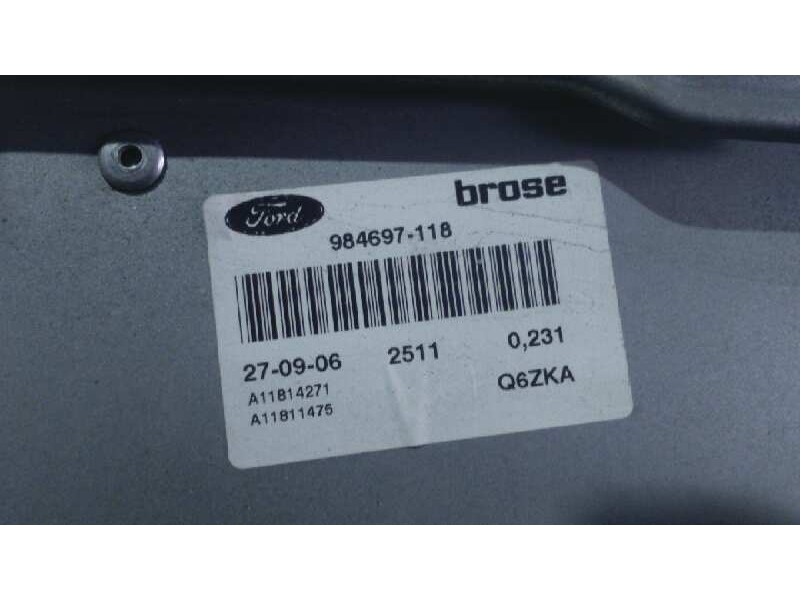 Ford
brose
984697-118
27-09-06 2511 0,231
A11814271 Q6ZKA
A11811475